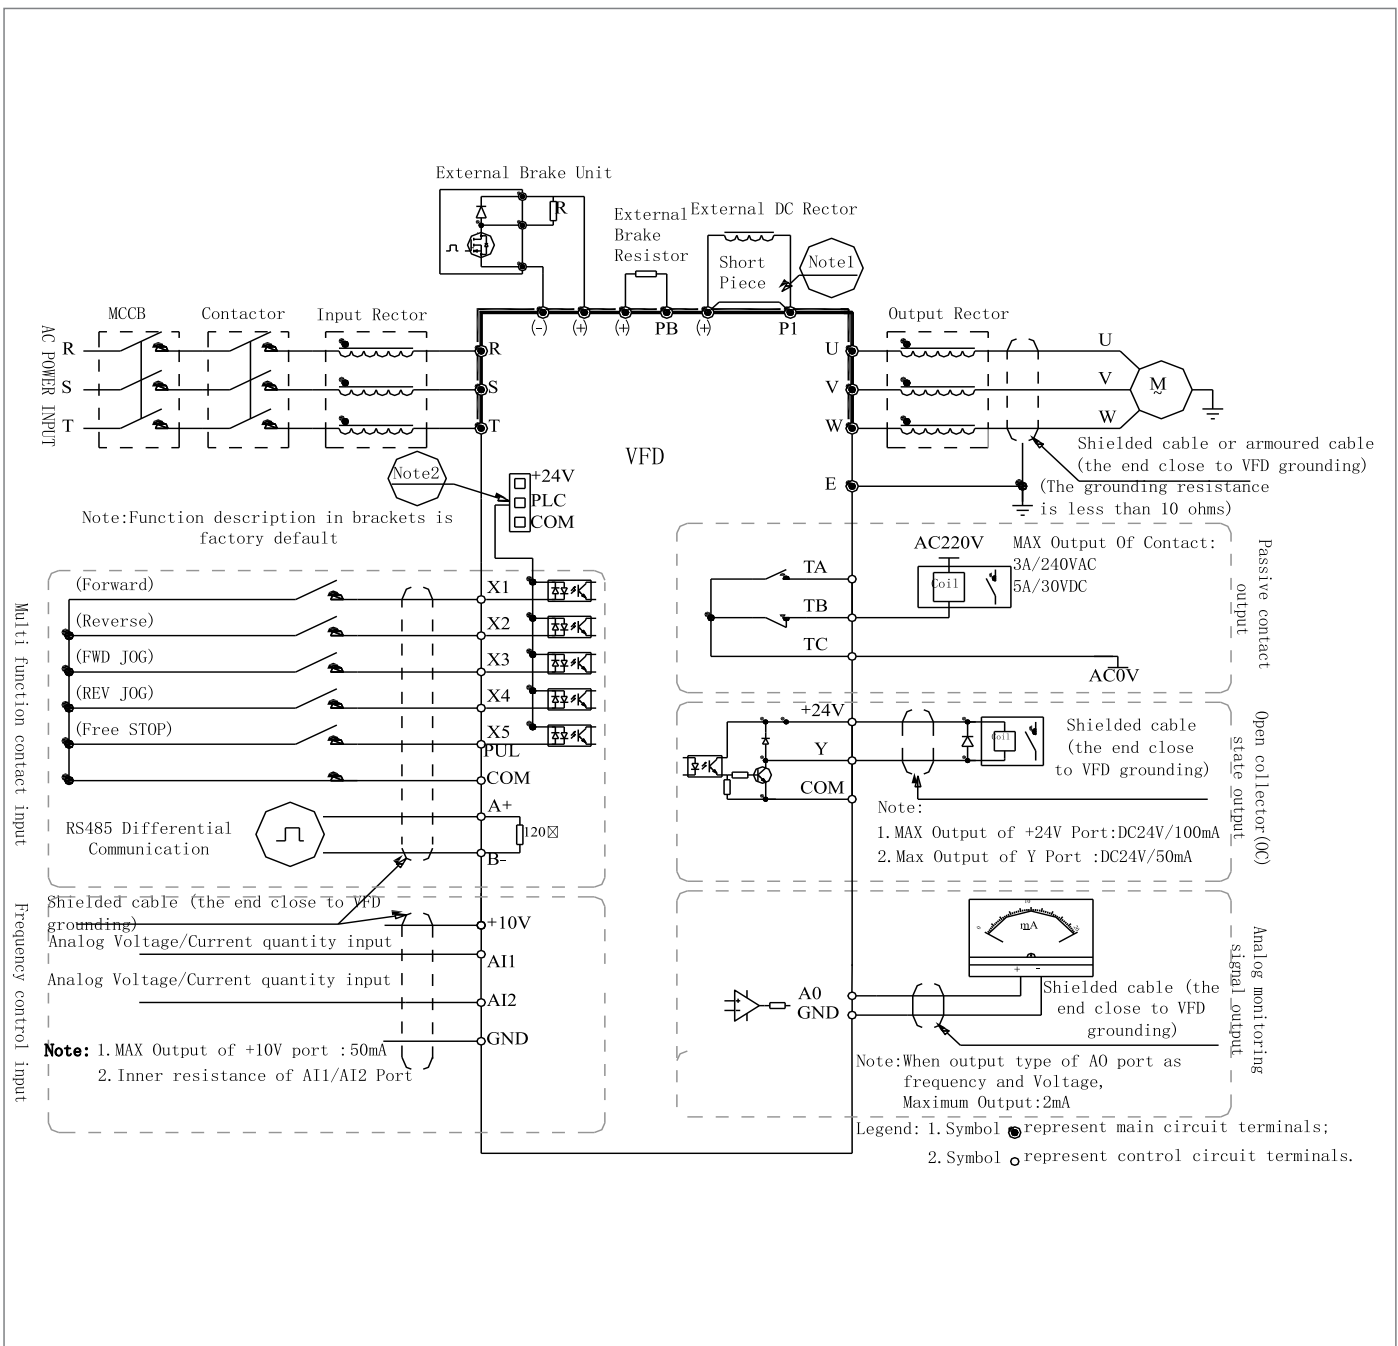 External Brake Unit
R
External
Brake
Resistor
External DC Rector
Short
Piece
Note1
MCCB
Contactor
Input Rector
(-)
(+)
(+)
PB
(+)
P1
Output Rector
AC POWER INPUT
R
S
T
R
S
T
U
V
W
U
V
W
M
~
VFD
Shielded cable or armoured cable
(the end close to VFD grounding)
E
(The grounding resistance
is less than 10 ohms)
Note2
+24V
PLC
COM
Note:Function description in brackets is
factory default
Multi function contact input
(Forward)
X1
(Reverse)
X2
(FWD JOG)
X3
(REV JOG)
X4
(Free STOP)
X5
PUL
COM
A+
RS485 Differential
Communication
120
B-
AC220V
MAX Output Of Contact:
3A/240VAC
5A/30VDC
Coil
TA
TB
TC
AC0V
Passive contact
output
+24V
Y
COM
Coil
Shielded cable
(the end close
to VFD grounding)
Note:
1.MAX Output of +24V Port:DC24V/100mA
2.Max Output of Y Port :DC24V/50mA
Open collector(OC)
state output
Frequency control input
Shielded cable (the end close to VFD
grounding)
+10V
Analog Voltage/Current quantity input
AI1
Analog Voltage/Current quantity input
AI2
GND
Note: 1.MAX Output of +10V port :50mA
2.Inner resistance of AI1/AI2 Port
0
10
20
mA
+ -
A0
GND
Shielded cable (the
end close to VFD
grounding)
Note:When output type of AO port as
frequency and Voltage,
Maximum Output:2mA
Analog monitoring
signal output
Legend: 1.Symbol represent main circuit terminals;
2.Symbol represent control circuit terminals.